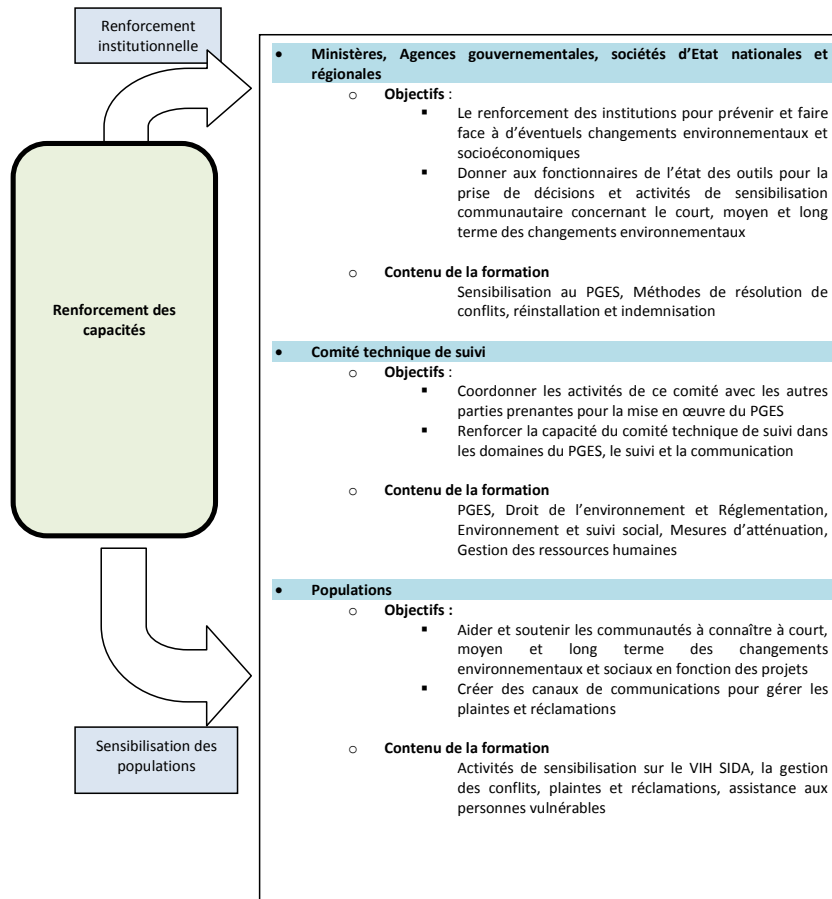 Renforcement
institutionnelle
• Ministères, Agences gouvernementales, sociétés d’Etat nationales et
régionales
o Objectifs :
▪ Le renforcement des institutions pour prévenir et faire
face à d’éventuels changements environnementaux et
socioéconomiques
▪ Donner aux fonctionnaires de l’état des outils pour la
prise de décisions et activités de sensibilisation
communautaire concernant le court, moyen et long
terme des changements environnementaux
o Contenu de la formation
Sensibilisation au PGES, Méthodes de résolution de
conflits, réinstallation et indemnisation
Renforcement des
capacités
• Comité technique de suivi
o Objectifs :
▪ Coordonner les activités de ce comité avec les autres
parties prenantes pour la mise en œuvre du PGES
▪ Renforcer la capacité du comité technique de suivi dans
les domaines du PGES, le suivi et la communication
o Contenu de la formation
PGES, Droit de l’environnement et Réglementation,
Environnement et suivi social, Mesures d’atténuation,
Gestion des ressources humaines
• Populations
o Objectifs :
▪ Aider et soutenir les communautés à connaître à court,
moyen et long terme des changements
environnementaux et sociaux en fonction des projets
▪ Créer des canaux de communications pour gérer les
plaintes et réclamations
o Contenu de la formation
Activités de sensibilisation sur le VIH SIDA, la gestion
des conflits, plaintes et réclamations, assistance aux
personnes vulnérables
Sensibilisation des
populations